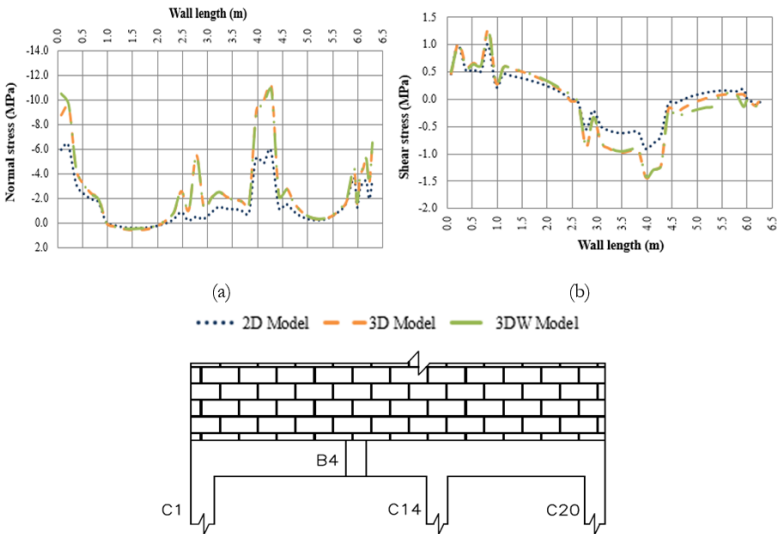 (a)
Wall length (m)
0.0 0.5 1.0 1.5 2.0 2.5 3.0 3.5 4.0 4.5 5.0 5.5 6.0 6.5
Normal stress (MPa)
-14.0
-12.0
-10.0
-8.0
-6.0
-4.0
-2.0
0.0
2.0
(b)
Shear stress (MPa)
1.5
1.0
0.5
0.0
-0.5
-1.0
-1.5
-2.0
0.0 0.5 1.0 1.5 2.0 2.5 3.0 3.5 4.0 4.5 5.0 5.5 6.0 6.5
Wall length (m)
(a)
(b)
2D Model 3D Model 3DW Model
B4
C1
C14
C20